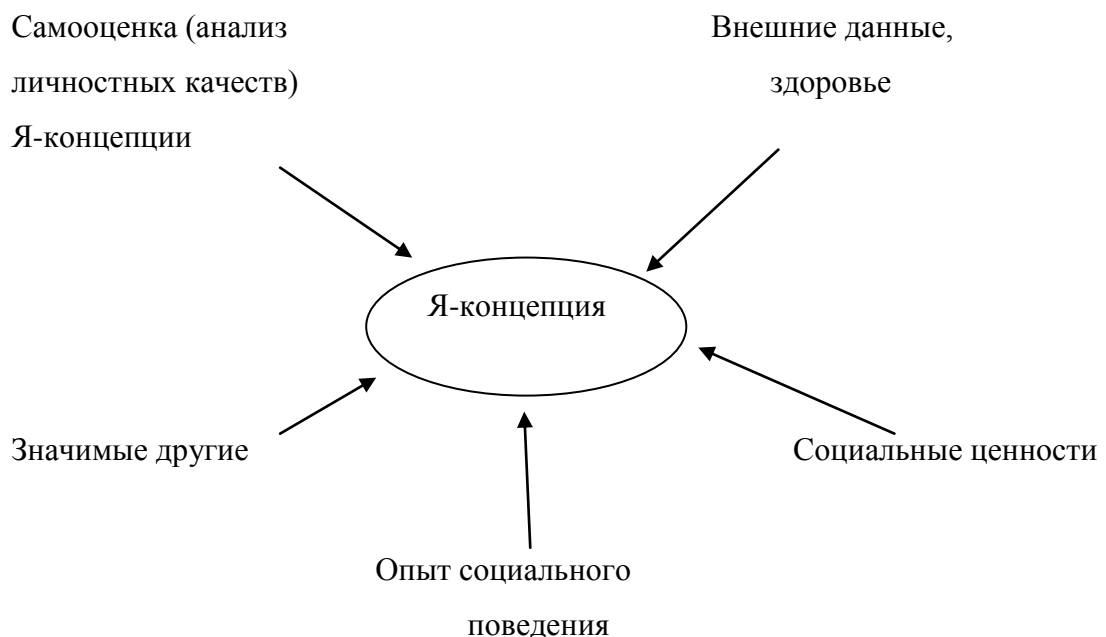 Самооценка (анализ
личностных качеств)
Я-концепции
Внешние данные,
здоровье
Я-концепция
Значимые другие
Социальные ценности
Опыт социального
поведения